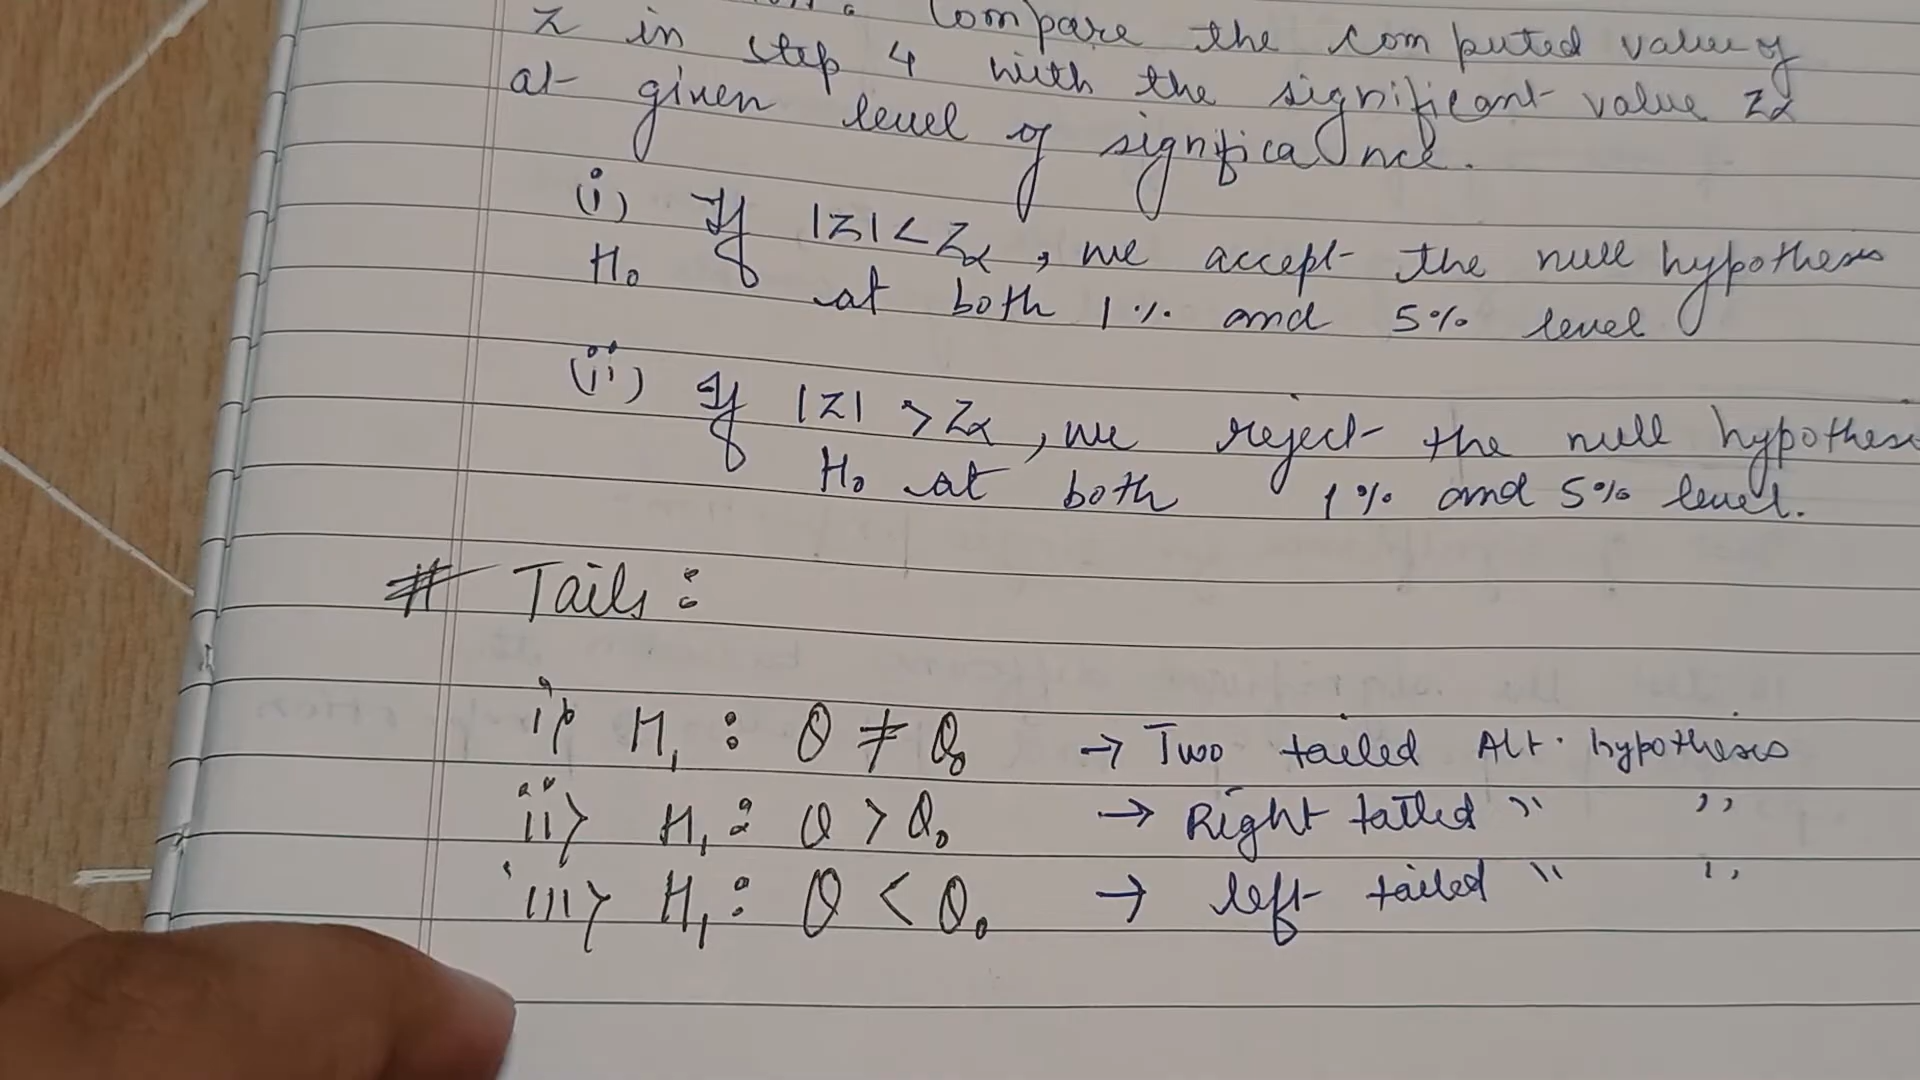 Compare the computed value of
z in step 4 with the significant value Zα
at given level of significance.
(i) If |Z| < Zα, we accept the null hypothesis
H₀ at both 1% and 5% level
(ii) If |Z| > Zα, we reject the null hypothesi
H₀ at both 1% and 5% level.
# Tails:
i) H₁ : θ ≠ θ₀ → Two tailed Alt. hypothesis
ii) H₁ : θ > θ₀ → Right tailed " "
iii) H₁ : θ < θ₀ → left tailed " "